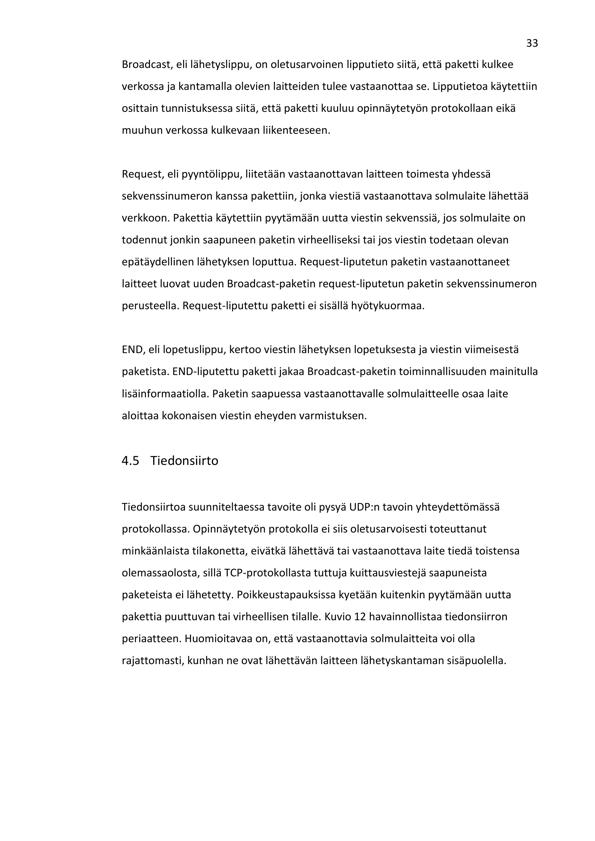 33
Broadcast, eli lähetyslippu, on oletusarvoinen lipputieto siitä, että paketti kulkee
verkossa ja kantamalla olevien laitteiden tulee vastaanottaa se. Lipputietoa käytettiin
osittain tunnistuksessa siitä, että paketti kuuluu opinnäytetyön protokollaan eikä
muuhun verkossa kulkevaan liikenteeseen.
Request, eli pyyntölippu, liitetään vastaanottavan laitteen toimesta yhdessä
sekvenssinumeron kanssa pakettiin, jonka viestiä vastaanottava solmulaite lähettää
verkkoon. Pakettia käytettiin pyytämään uutta viestin sekvenssiä, jos solmulaite on
todennut jonkin saapuneen paketin virheelliseksi tai jos viestin todetaan olevan
epätäydellinen lähetyksen loputtua. Request-liputetun paketin vastaanottaneet
laitteet luovat uuden Broadcast-paketin request-liputetun paketin sekvenssinumeron
perusteella. Request-liputettu paketti ei sisällä hyötykuormaa.
END, eli lopetuslippu, kertoo viestin lähetyksen lopetuksesta ja viestin viimeisestä
paketista. END-liputettu paketti jakaa Broadcast-paketin toiminnallisuuden mainitulla
lisäinformaatiolla. Paketin saapuessa vastaanottavalle solmulaitteelle osaa laite
aloittaa kokonaisen viestin eheyden varmistuksen.
4.5 Tiedonsiirto
Tiedonsiirtoa suunniteltaessa tavoite oli pysyä UDP:n tavoin yhteydettömässä
protokollassa. Opinnäytetyön protokolla ei siis oletusarvoisesti toteuttanut
minkäänlaista tilakonetta, eivätkä lähettävä tai vastaanottava laite tiedä toistensa
olemassaolosta, sillä TCP-protokollasta tuttuja kuittausviestejä saapuneista
paketeista ei lähetetty. Poikkeustapauksissa kyetään kuitenkin pyytämään uutta
pakettia puuttuvan tai virheellisen tilalle. Kuvio 12 havainnollistaa tiedonsiirron
periaatteen. Huomioitavaa on, että vastaanottavia solmulaitteita voi olla
rajattomasti, kunhan ne ovat lähettävän laitteen lähetyskantaman sisäpuolella.